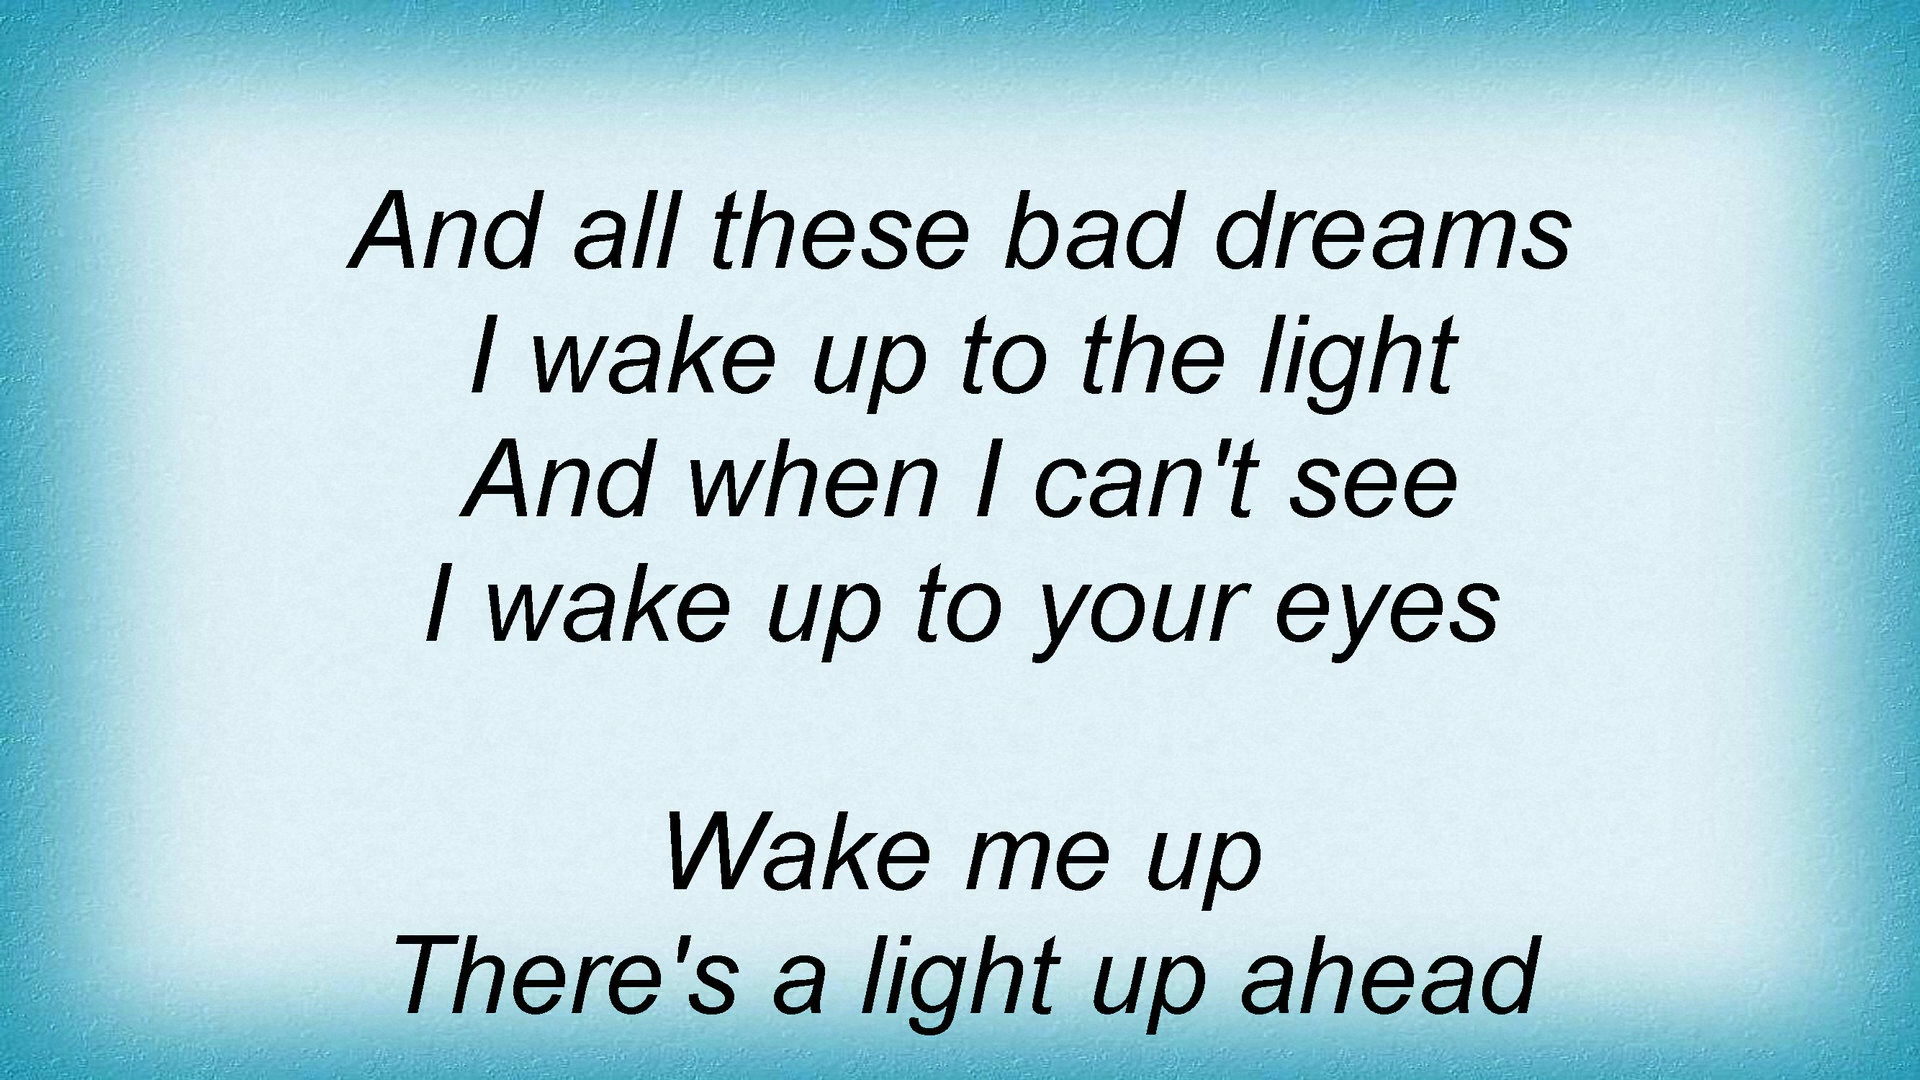 And all these bad dreams
I wake up to the light
And when I can't see
I wake up to your eyes
Wake me up
There's a light up ahead